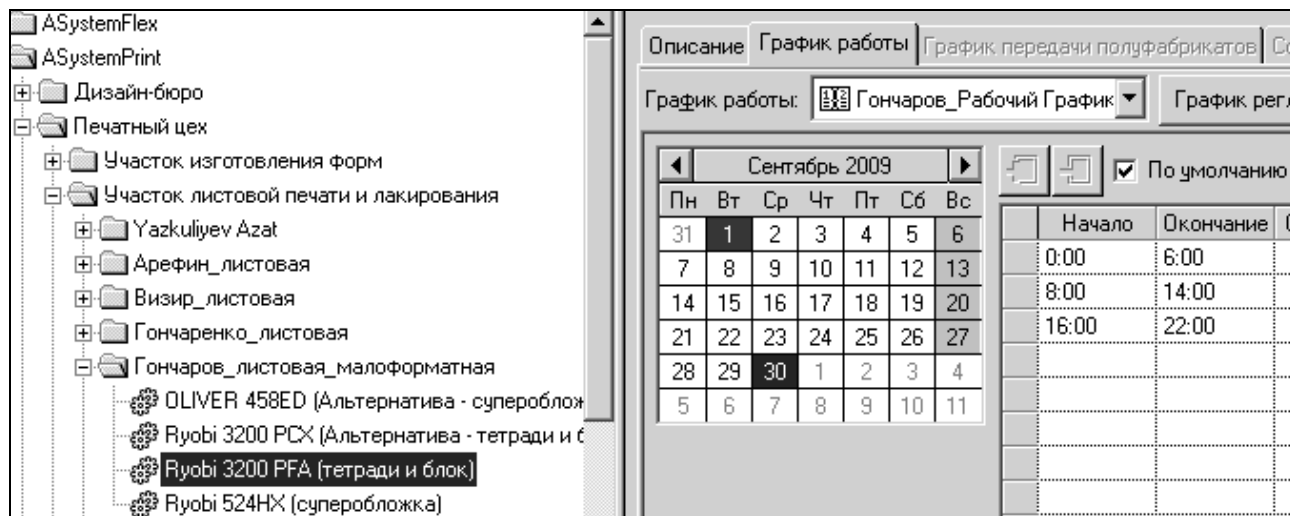 ASystemFlex
ASystemPrint
Дизайн-бюро
Печатный цех
Участок изготовления форм
Участок листовой печати и лакирования
Yazkuliyev Azat
Арефин_листовая
Визир_листовая
Гончаренко_листовая
Гончаров_листовая_малоформатная
OLIVER 458ED (Альтернатива - суперoблож
Ryobi 3200 PCX (Альтернатива - тетради и б
Ryobi 3200 PFA (тетради и блок)
Ryobi 524HX (суперобложка)
Описание График работы График передачи полуфабрикатов Со
График работы: Гончаров_Рабочий График График рег
Сентябрь 2009
Пн Вт Ср Чт Пт Сб Вс
31 1 2 3 4 5 6
7 8 9 10 11 12 13
14 15 16 17 18 19 20
21 22 23 24 25 26 27
28 29 30 1 2 3 4
5 6 7 8 9 10 11
По умолчанию
Начало Окончание
0:00 6:00
8:00 14:00
16:00 22:00